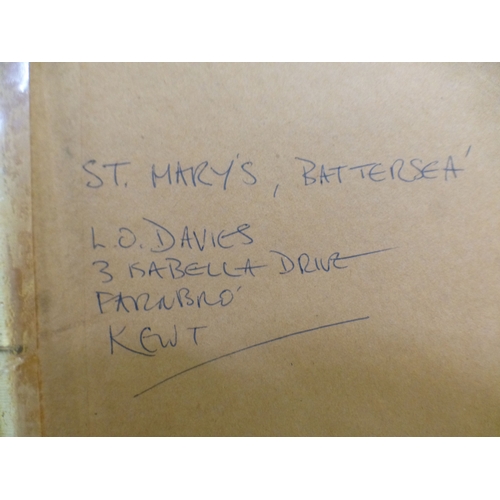 'ST. MARY'S, BATTERSEA'
L.O. DAVIES
3 ISABELLA DRIVE
FARNBRO'
KENT